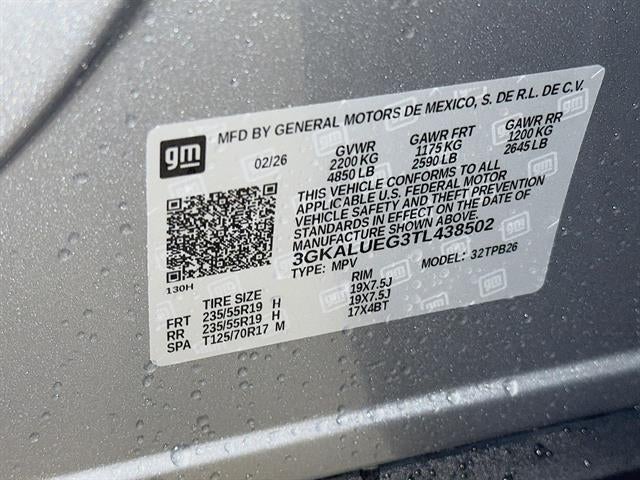 gm
MFD BY GENERAL MOTORS DE MEXICO, S. DE R.L. DE C.V.
02/26 GVWR GAWR FRT GAWR RR
2200 KG 1175 KG 1200 KG
4850 LB 2590 LB 2645 LB
THIS VEHICLE CONFORMS TO ALL
APPLICABLE U.S. FEDERAL MOTOR
VEHICLE SAFETY AND THEFT PREVENTION
STANDARDS IN EFFECT ON THE DATE OF
MANUFACTURE SHOWN ABOVE.
3GKALUEG3TL438502
TYPE: MPV MODEL: 32TPB26
130H
TIRE SIZE RIM
FRT 235/55R19 H 19X7.5J
RR 235/55R19 H 19X7.5J
SPA T125/70R17 M 17X4BT